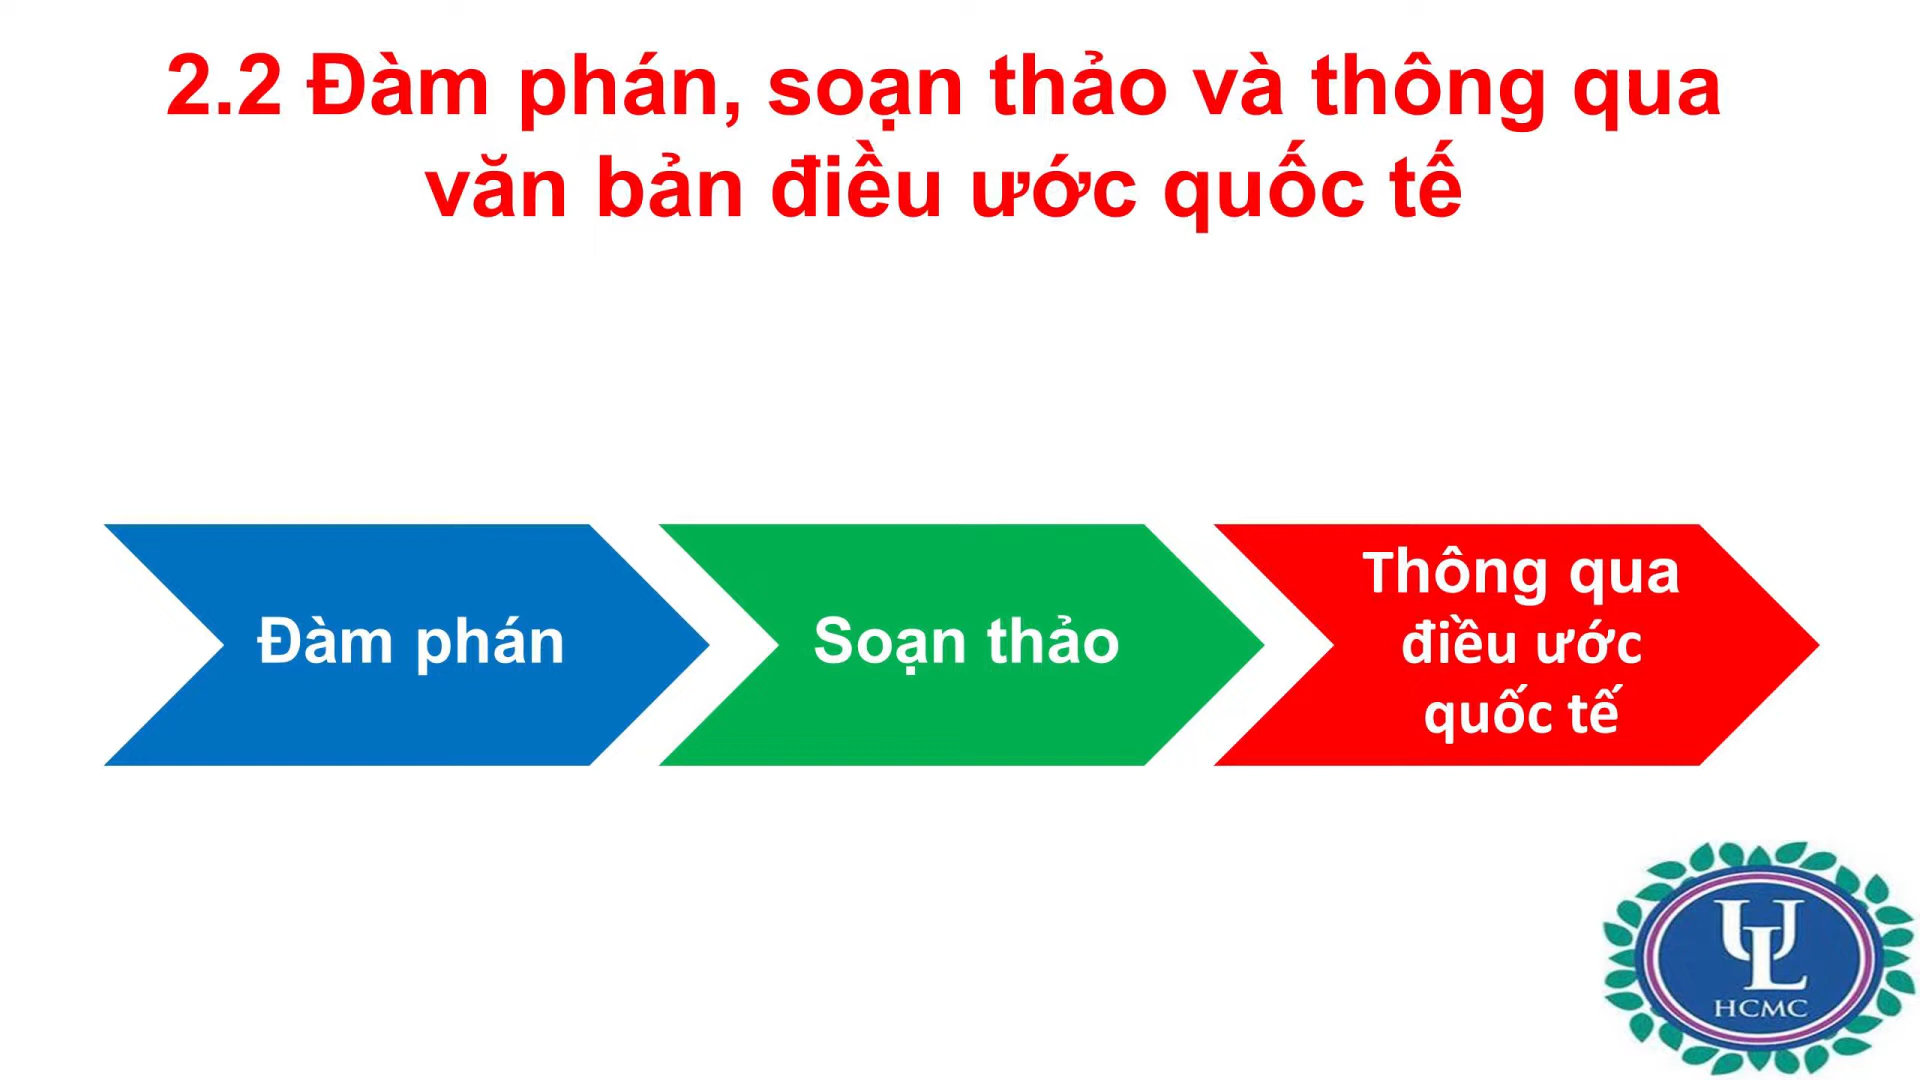 2.2 Đàm phán, soạn thảo và thông qua
văn bản điều ước quốc tế
Đàm phán
Soạn thảo
Thông qua
điều ước
quốc tế
UL
HCMC